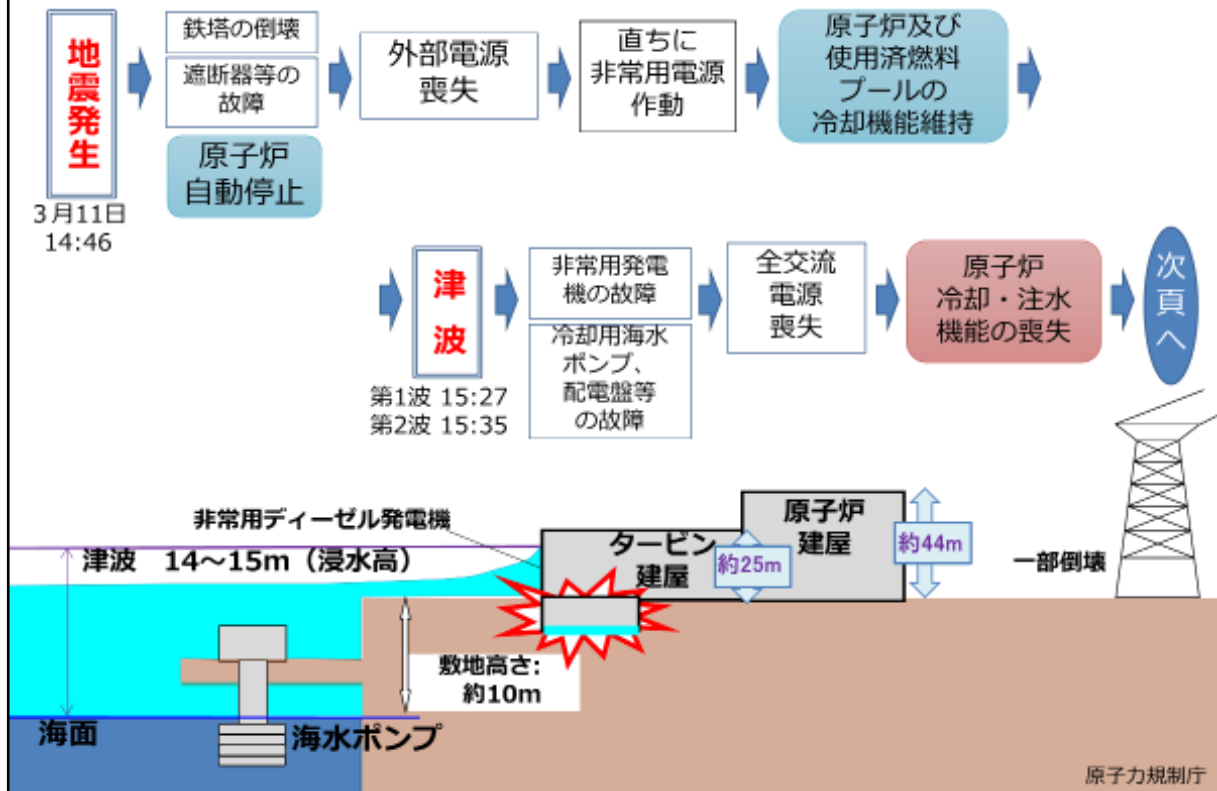 地震発生
3月11日
14:46
鉄塔の倒壊
遮断器等の
故障
原子炉
自動停止
外部電源
喪失
直ちに
非常用電源
作動
原子炉及び
使用済燃料
プールの
冷却機能維持
津波
第1波 15:27
第2波 15:35
非常用発電
機の故障
冷却用海水
ポンプ、
配電盤等
の故障
全交流
電源
喪失
原子炉
冷却・注水
機能の喪失
次頁へ
非常用ディーゼル発電機
津波 14～15m（浸水高）
タービン
建屋
約25m
原子炉
建屋
約44m
一部倒壊
敷地高さ:
約10m
海面
海水ポンプ
原子力規制庁